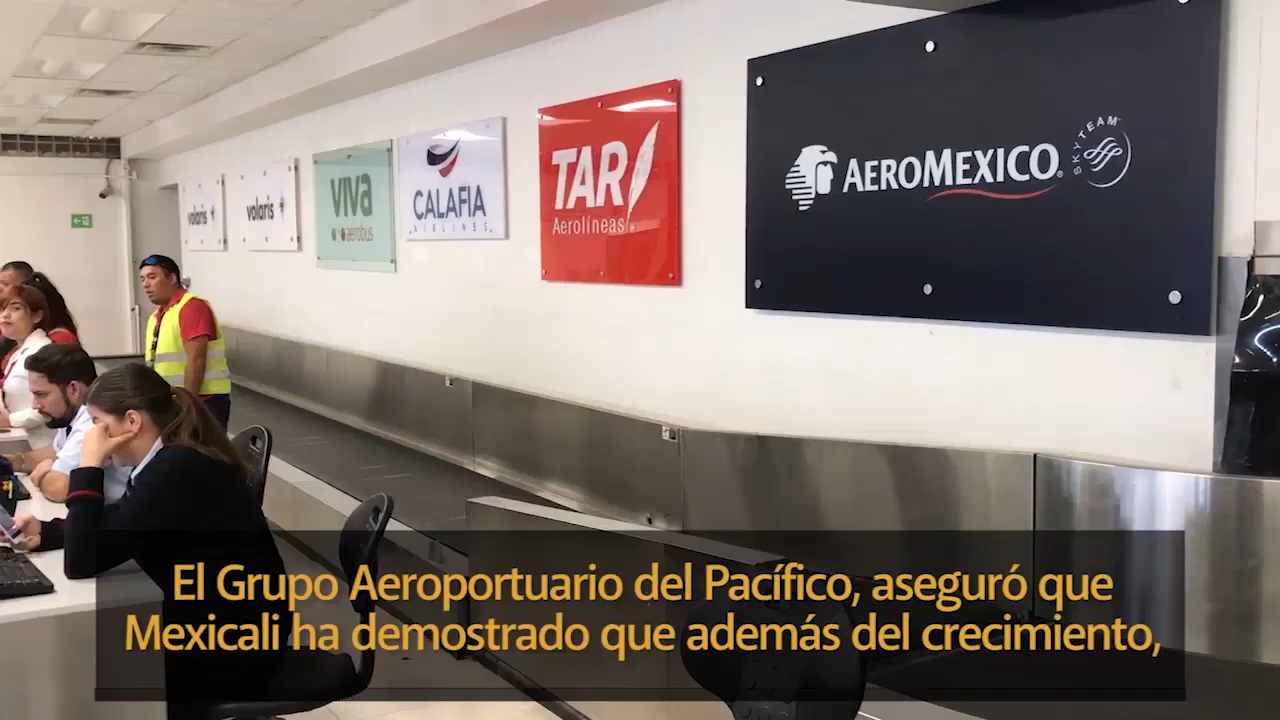 volaris
volaris
VIVA
aerobus
CALAFIA
AIRLINES
TAR
Aerolíneas
AEROMEXICO®
SKYTEAM
El Grupo Aeroportuario del Pacífico, aseguró que
Mexicali ha demostrado que además del crecimiento,